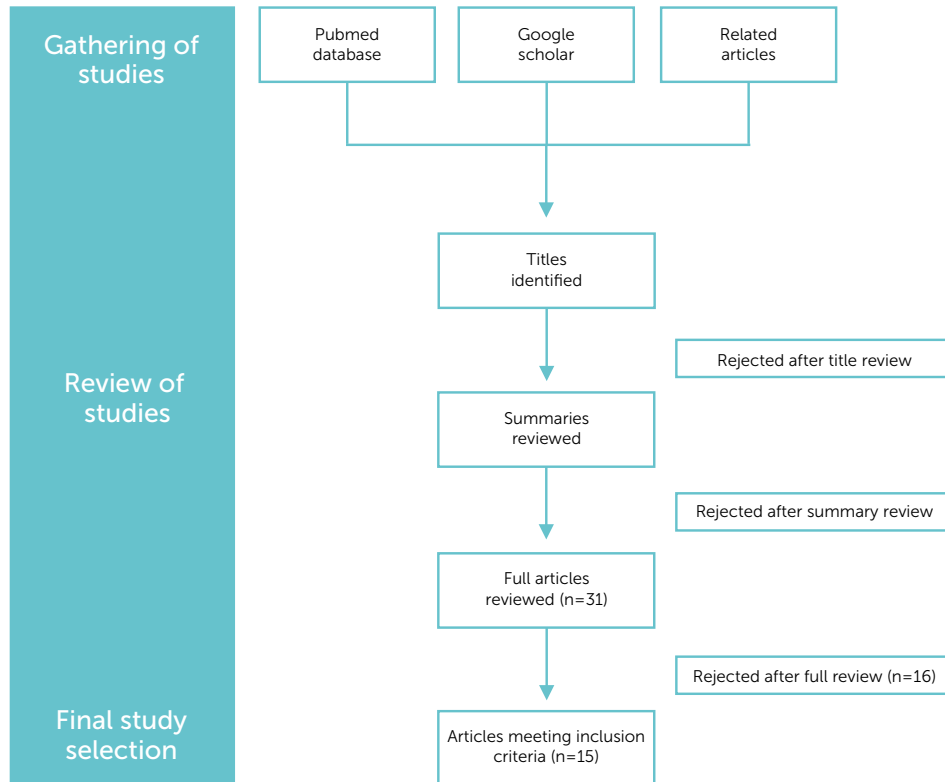 Gathering of
studies
Pubmed
database
Google
scholar
Related
articles
Titles
identified
Rejected after title review
Review of
studies
Summaries
reviewed
Rejected after summary review
Full articles
reviewed (n=31)
Rejected after full review (n=16)
Final study
selection
Articles meeting inclusion
criteria (n=15)